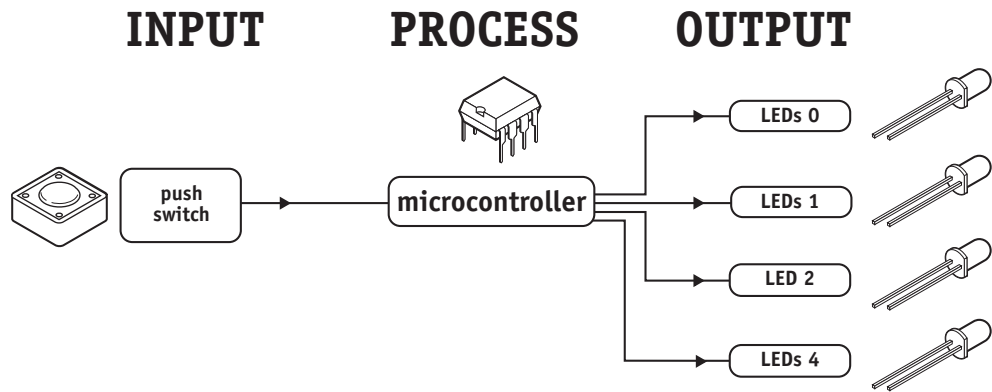 INPUT PROCESS OUTPUT
LEDs 0
push
switch
microcontroller
LEDs 1
LED 2
LEDs 4